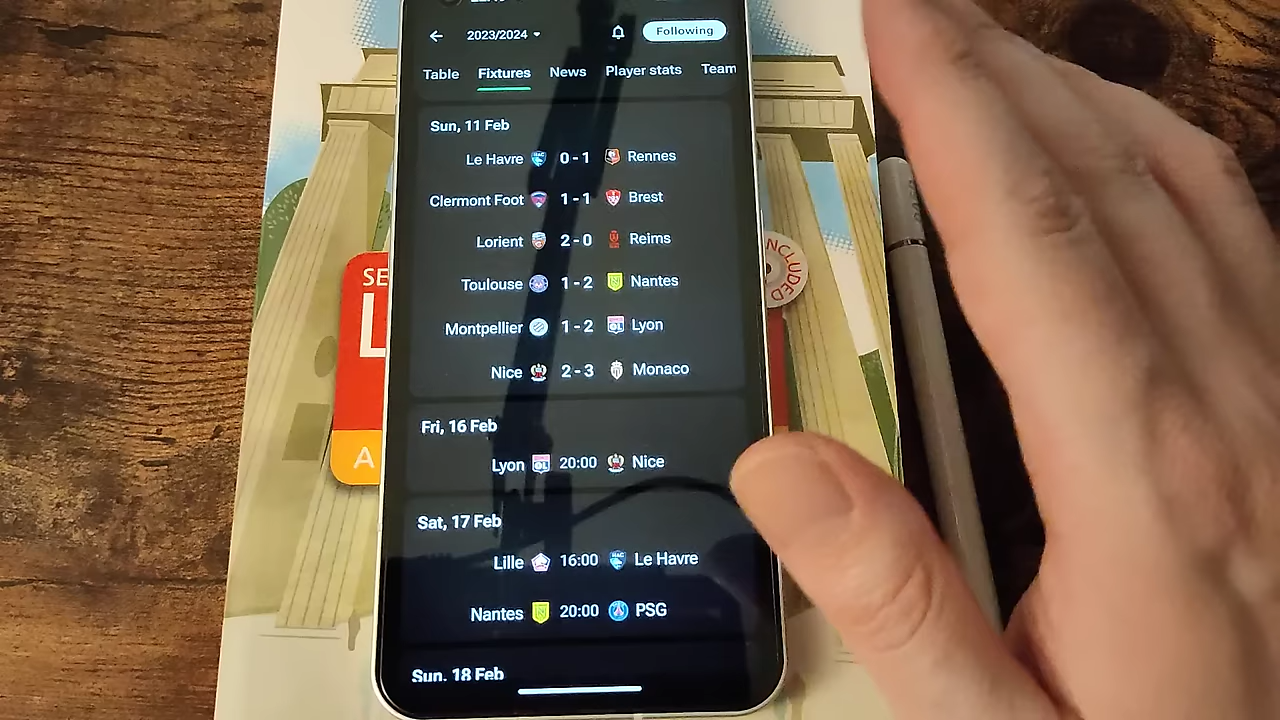 2023/2024 Following
Table Fixtures News Player stats Team
Sun, 11 Feb
Le Havre 0 - 1 Rennes
Clermont Foot 1 - 1 Brest
Lorient 2 - 0 Reims
Toulouse 1 - 2 Nantes
Montpellier 1 - 2 Lyon
Nice 2 - 3 Monaco
Fri, 16 Feb
Lyon 20:00 Nice
Sat, 17 Feb
Lille 16:00 Le Havre
Nantes 20:00 PSG
Sun, 18 Feb
SE
L
A
INCLUDED